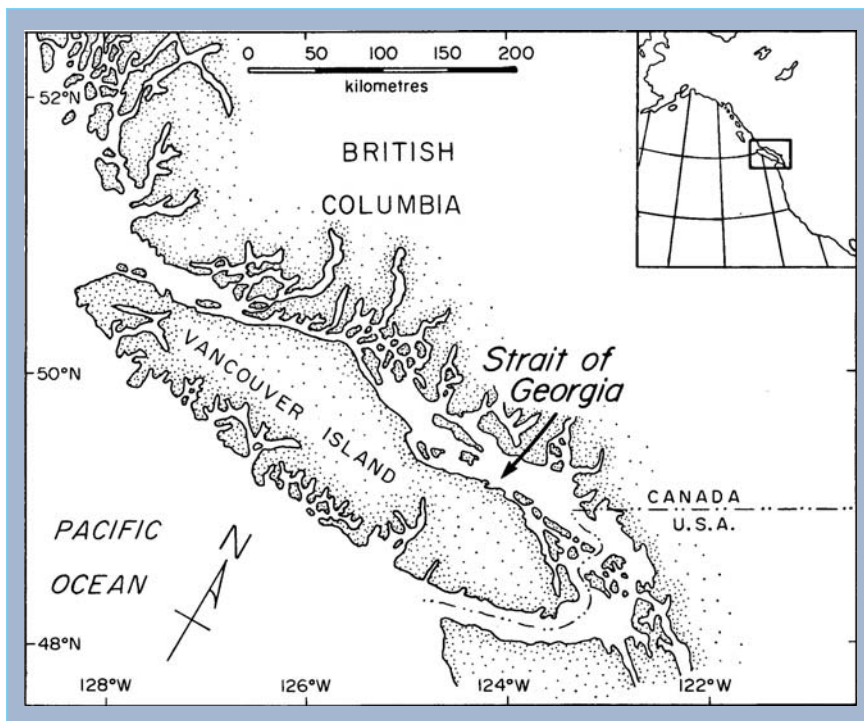 0 50 100 150 200
kilometres
52°N
BRITISH
COLUMBIA
50°N
VANCOUVER
ISLAND
Strait of
Georgia
CANADA
U.S.A.
PACIFIC
OCEAN
N
48°N
128°W 126°W 124°W 122°W